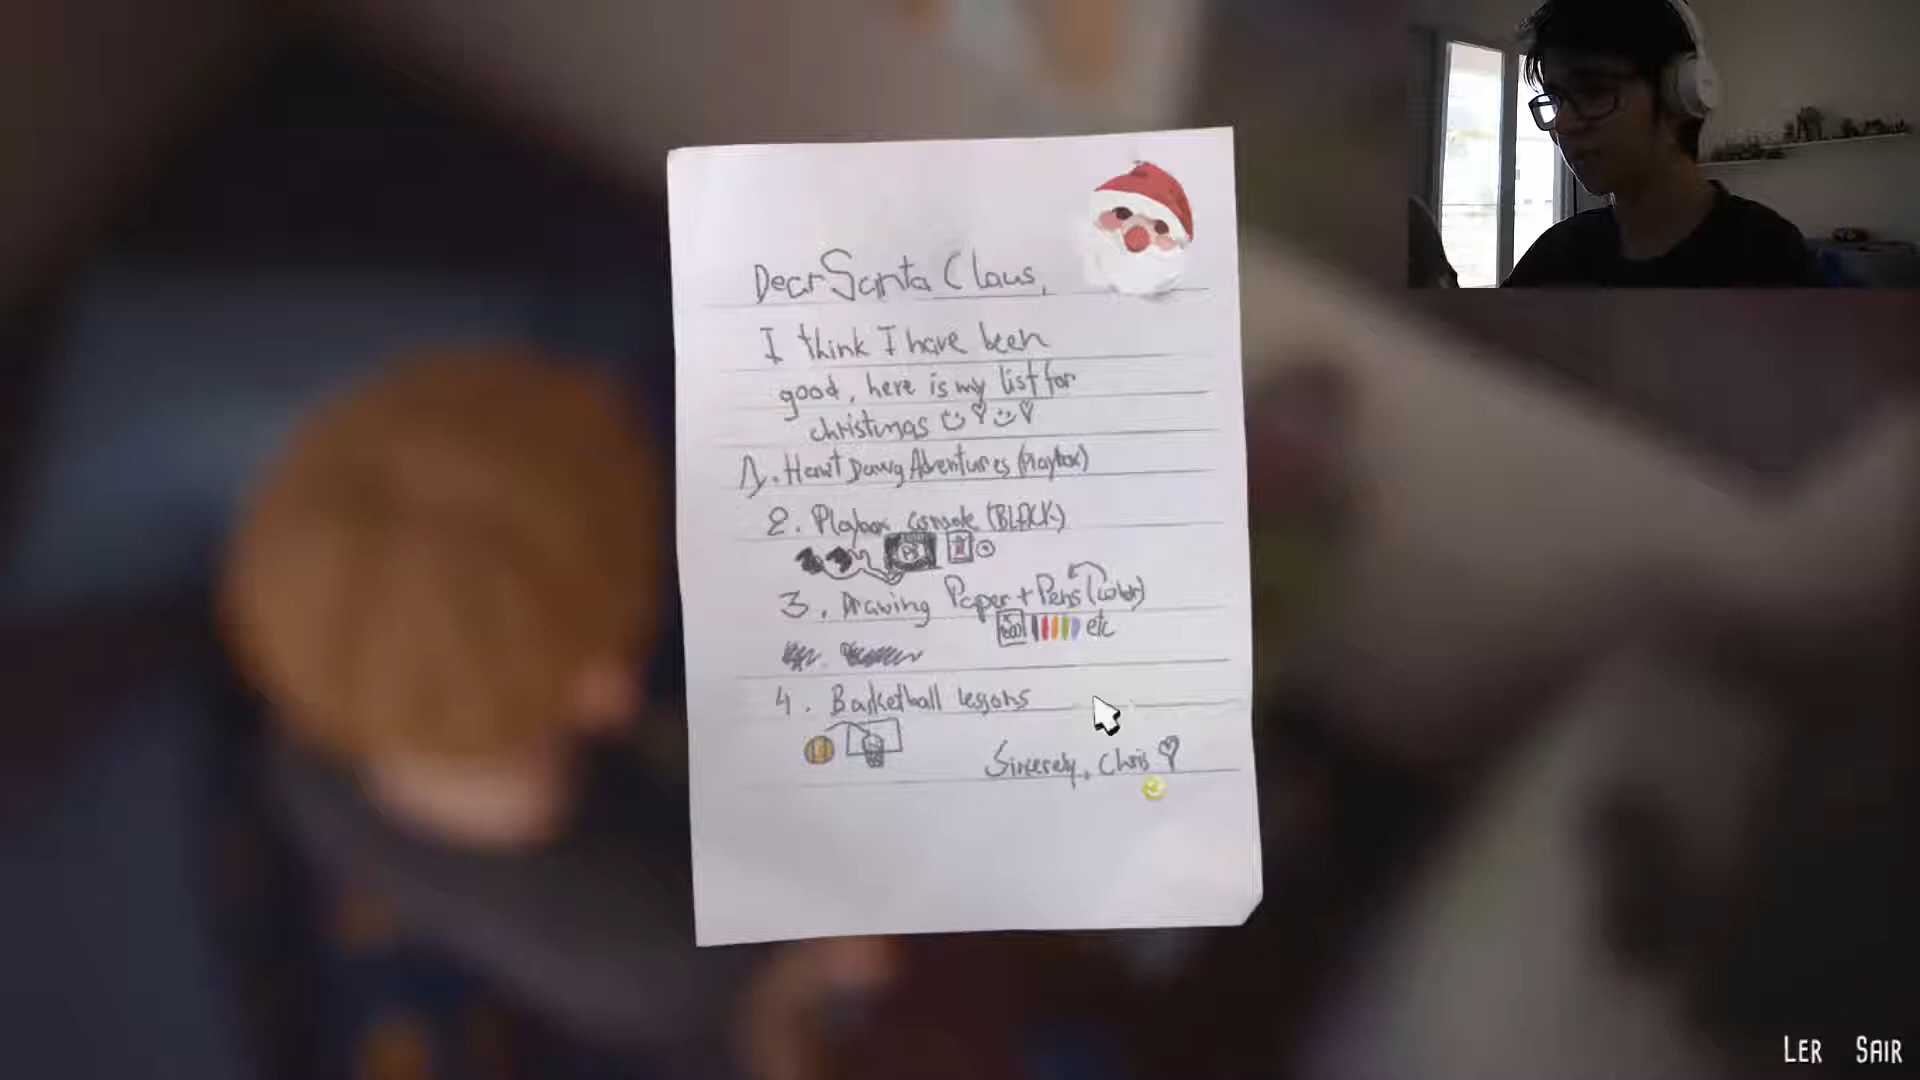 Dear Santa Claus,
I think I have been
good, here is my list for
christmas
1. Hawt Dawg Adventures (Playbox)
2. Playbox console (BLACK)
3. Drawing Paper + Pens (color)
etc
4. Basketball lessons
Sincerely, Chris
LER SAIR